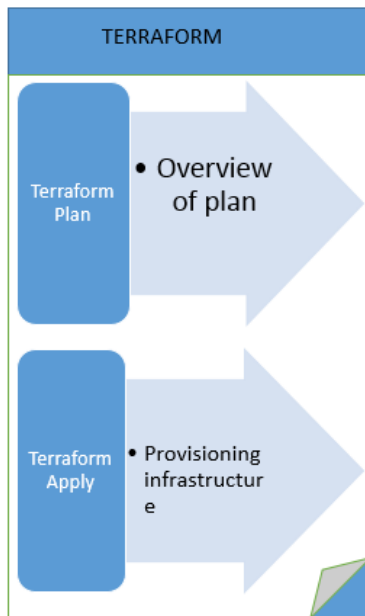 TERRAFORM
Terraform
Plan
• Overview
of plan
Terraform
Apply
• Provisioning
infrastructur
e